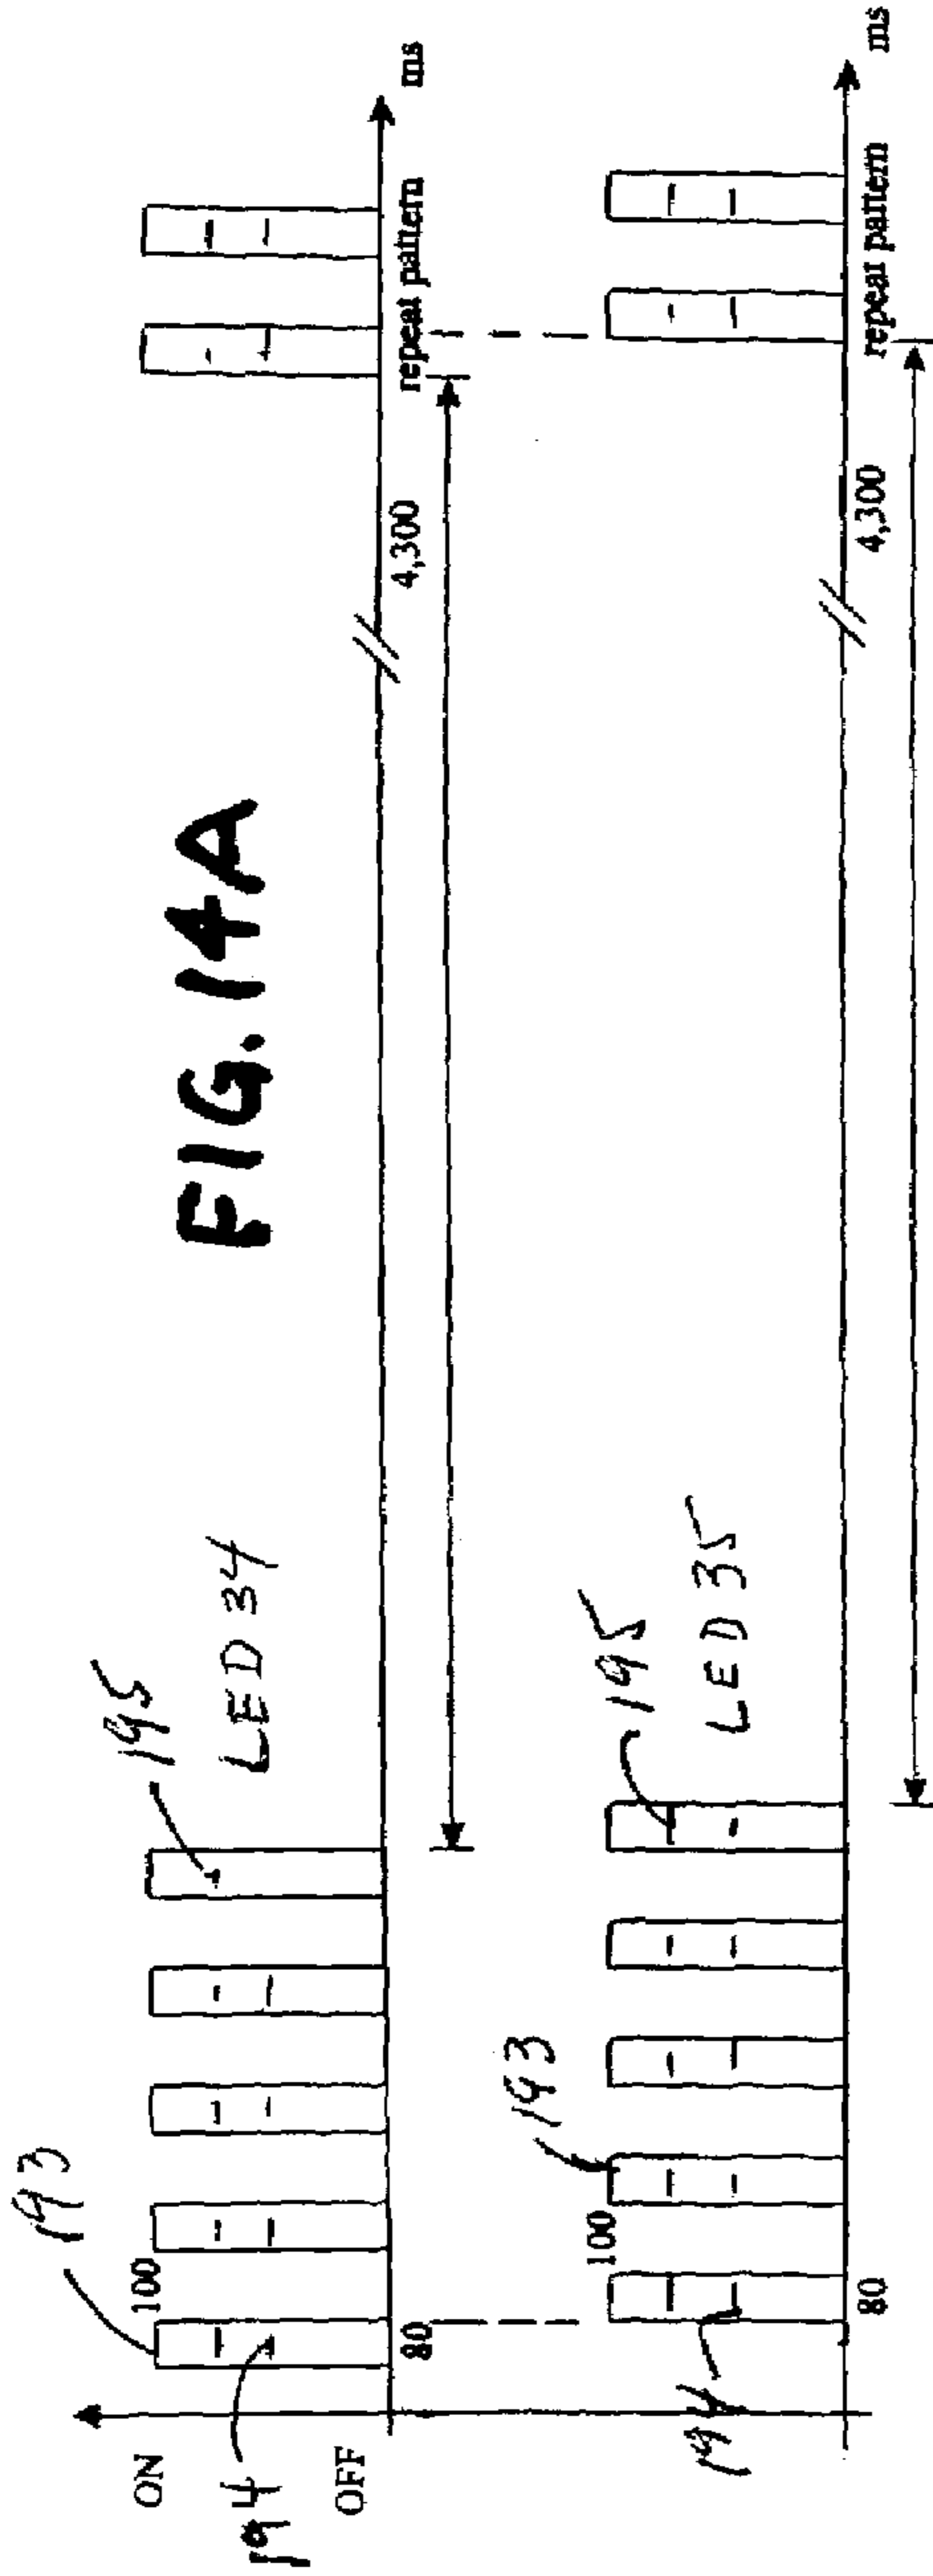 FIG. 14A
ON
OFF
193
194
100
80
195
LED 34
4,300
repeat pattern
ms
194
80
100
193
195
LED 35
4,300
repeat pattern
ms